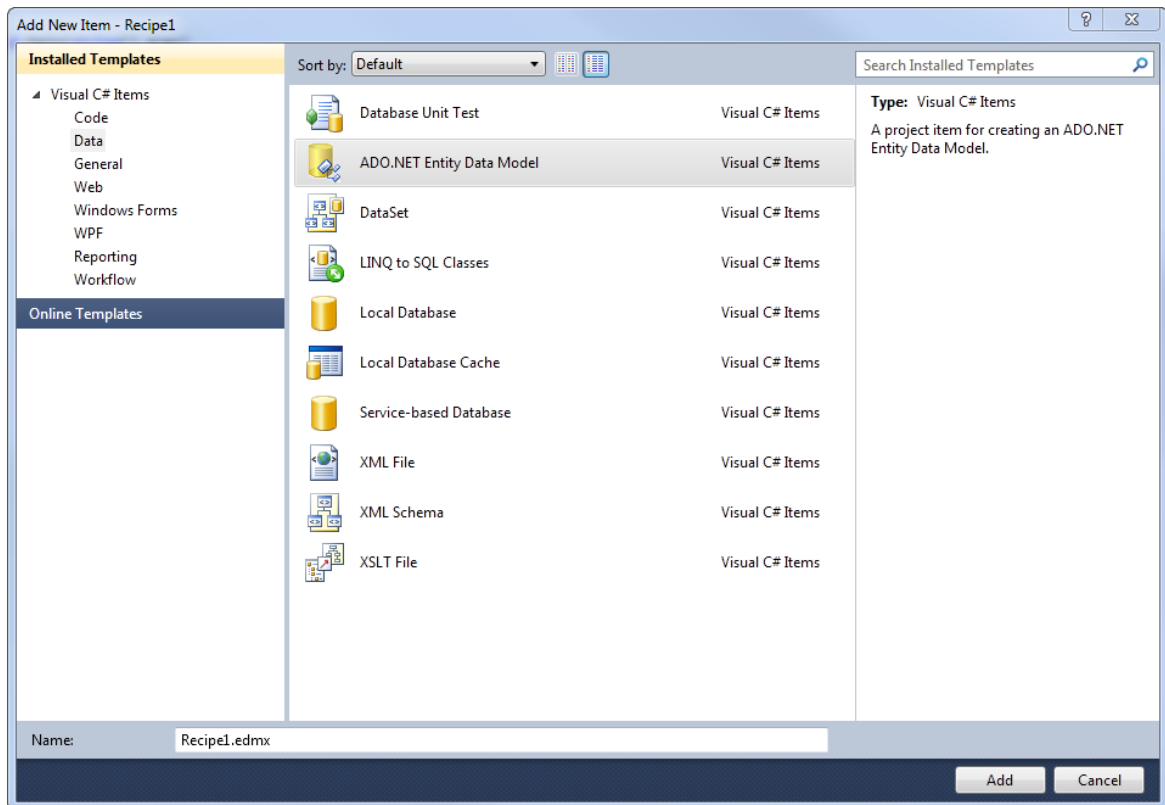 Add New Item - Recipe1
Installed Templates
Visual C# Items
Code
Data
General
Web
Windows Forms
WPF
Reporting
Workflow
Online Templates
Sort by: Default
Database Unit Test Visual C# Items
ADO.NET Entity Data Model Visual C# Items
DataSet Visual C# Items
LINQ to SQL Classes Visual C# Items
Local Database Visual C# Items
Local Database Cache Visual C# Items
Service-based Database Visual C# Items
XML File Visual C# Items
XML Schema Visual C# Items
XSLT File Visual C# Items
Search Installed Templates
Type: Visual C# Items
A project item for creating an ADO.NET
Entity Data Model.
Name: Recipe1.edmx
Add Cancel